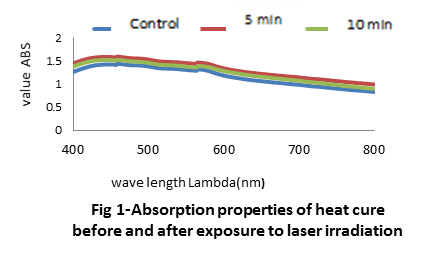 Control 5 min 10 min
value ABS
2
1.5
1
0.5
0
400 500 600 700 800
wave length Lambda(nm)
Fig 1-Absorption properties of heat cure
before and after exposure to laser irradiation